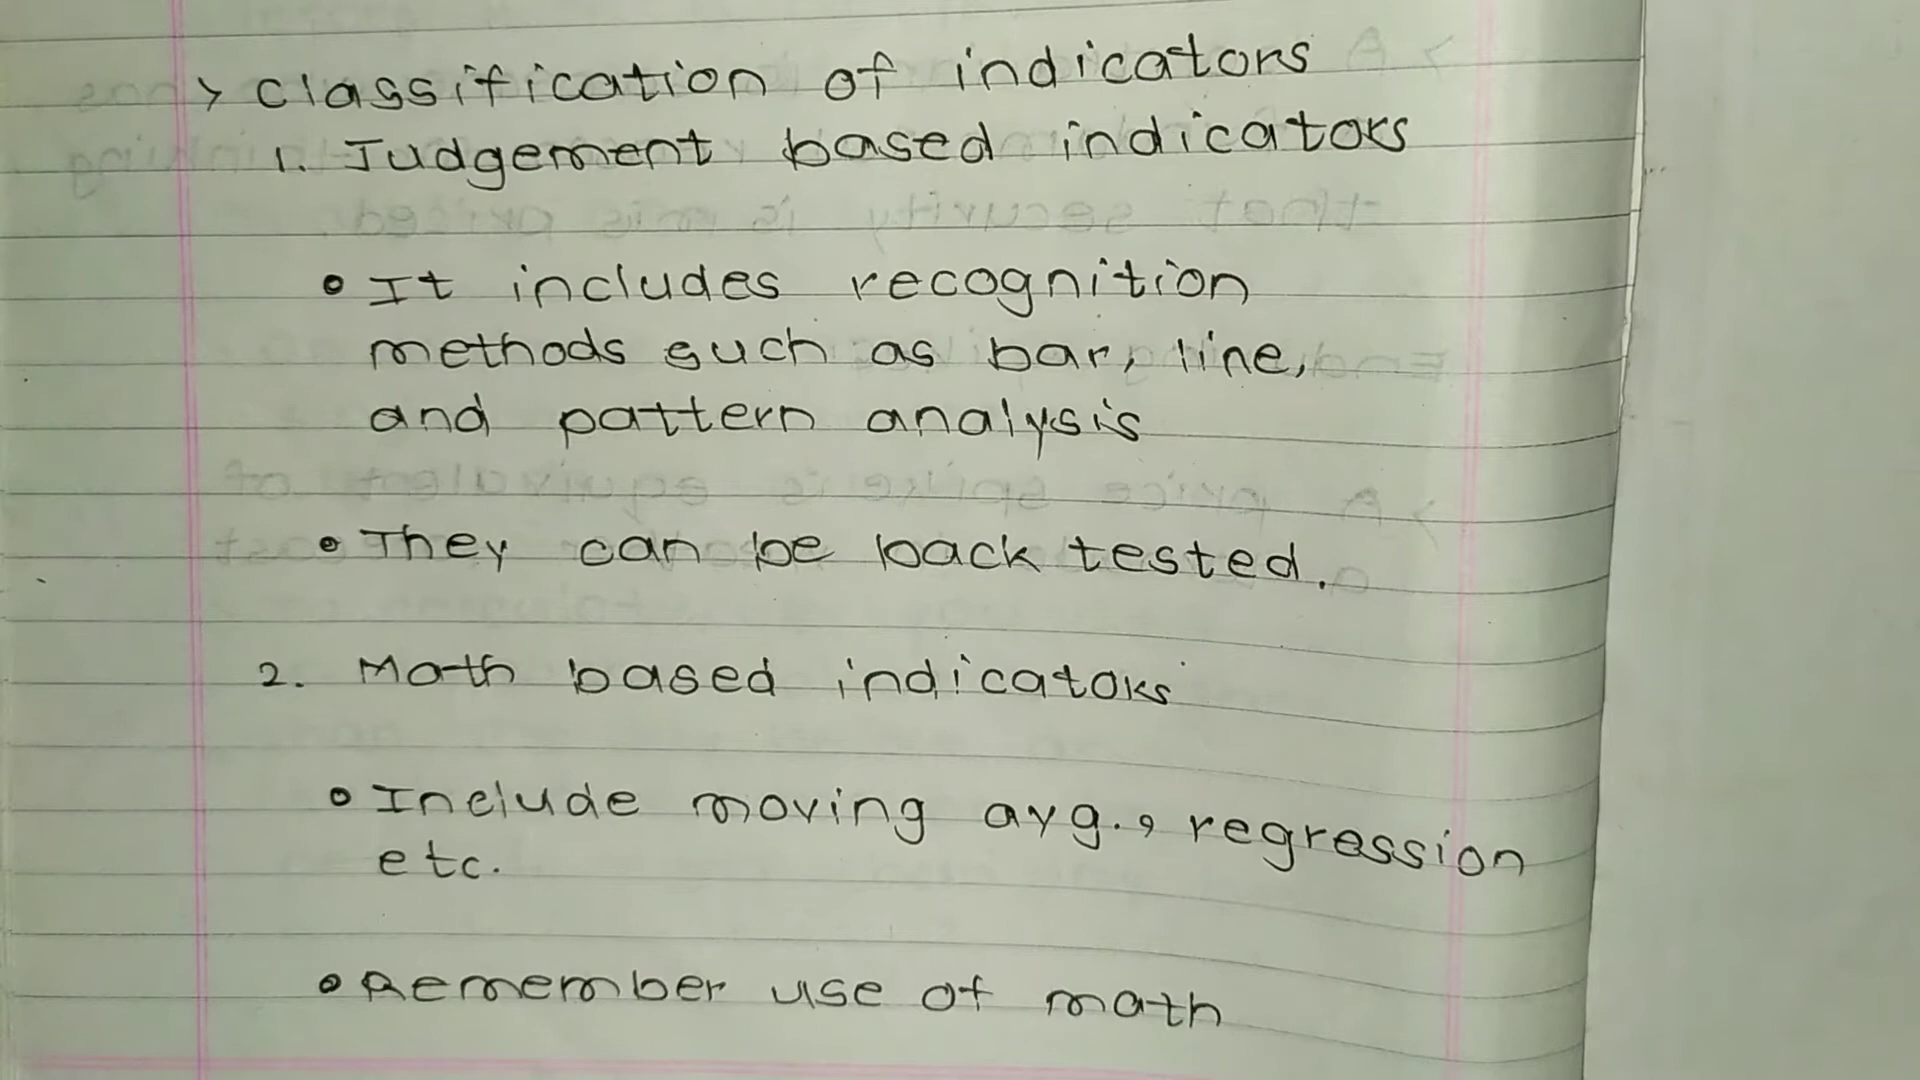 > classification of indicators
1. Judgement based indicators
• It includes recognition
methods such as bar, line,
and pattern analysis
• They can be back tested.
2. Math based indicators
• Include moving avg., regression
etc.
• Remember use of math